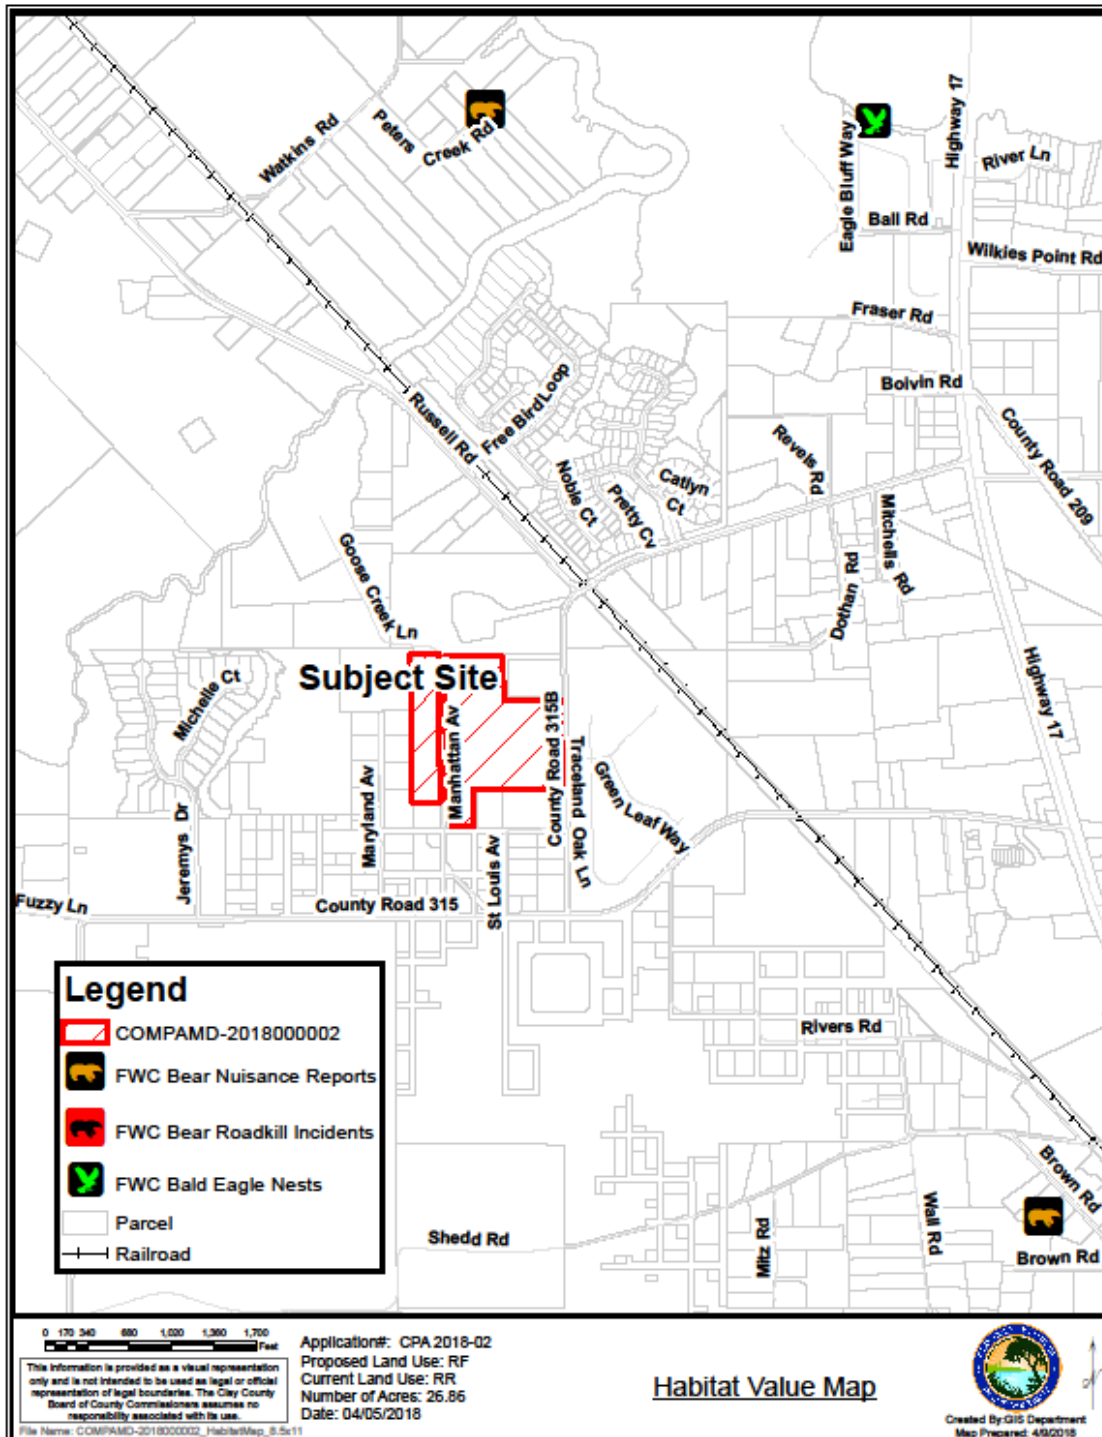 Watkins Rd
Peters
Creek Rd
Eagle Bluff Way
Highway 17
River Ln
Ball Rd
Wilkies Point Rd
Fraser Rd
Boivin Rd
County Road 209
Russell Rd
Free Bird Loop
Noble Ct
Pretty Cv
Catlyn
Ct
Revels Rd
Mitchells Rd
Dothan Rd
Goose Creek Ln
Highway 17
Subject Site
Michelle Ct
Manhattan Av
County Road 315B
Traceland Oak Ln
Green Leaf Way
Maryland Av
Jeremys Dr
St Louis Av
Fuzzy Ln
County Road 315
Rivers Rd
Shedd Rd
Mitz Rd
Wall Rd
Brown Rd
Brown Rd
Legend
COMPAMD-2018000002
FWC Bear Nuisance Reports
FWC Bear Roadkill Incidents
FWC Bald Eagle Nests
Parcel
Railroad
0 170 340 680 1,020 1,360 1,700
Feet
This information is provided as a visual representation
only and is not intended to be used as legal or official
representation of legal boundaries. The Clay County
Board of County Commissioners assumes no
responsibility associated with its use.
File Name: COMPAMD-2018000002_HabitatMap_8.5x11
Application#: CPA 2018-02
Proposed Land Use: RF
Current Land Use: RR
Number of Acres: 26.86
Date: 04/05/2018
Habitat Value Map
Created By:GIS Department
Map Prepared: 4/9/2018